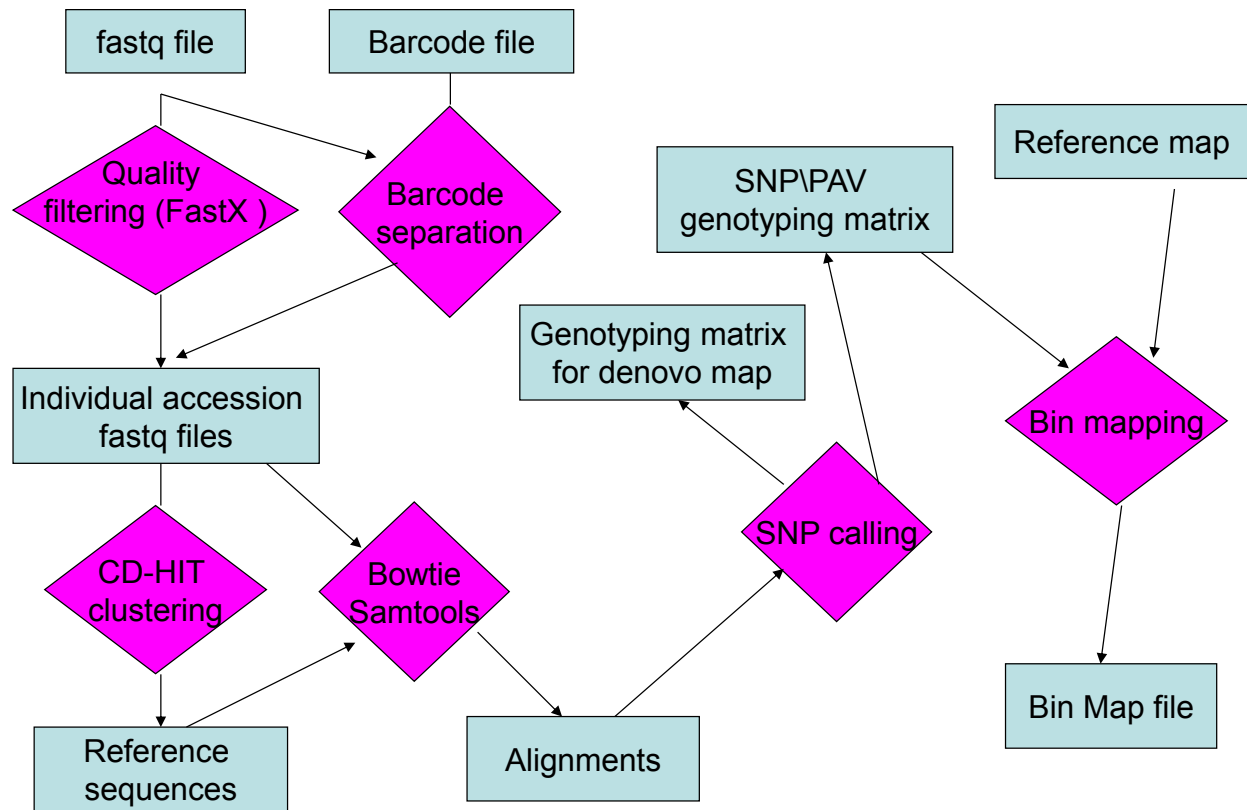 fastq file
Barcode file
Quality
filtering (FastX )
Barcode
separation
SNP\PAV
genotyping matrix
Reference map
Genotyping matrix
for denovo map
Individual accession
fastq files
Bin mapping
SNP calling
CD-HIT
clustering
Bowtie
Samtools
Reference
sequences
Alignments
Bin Map file